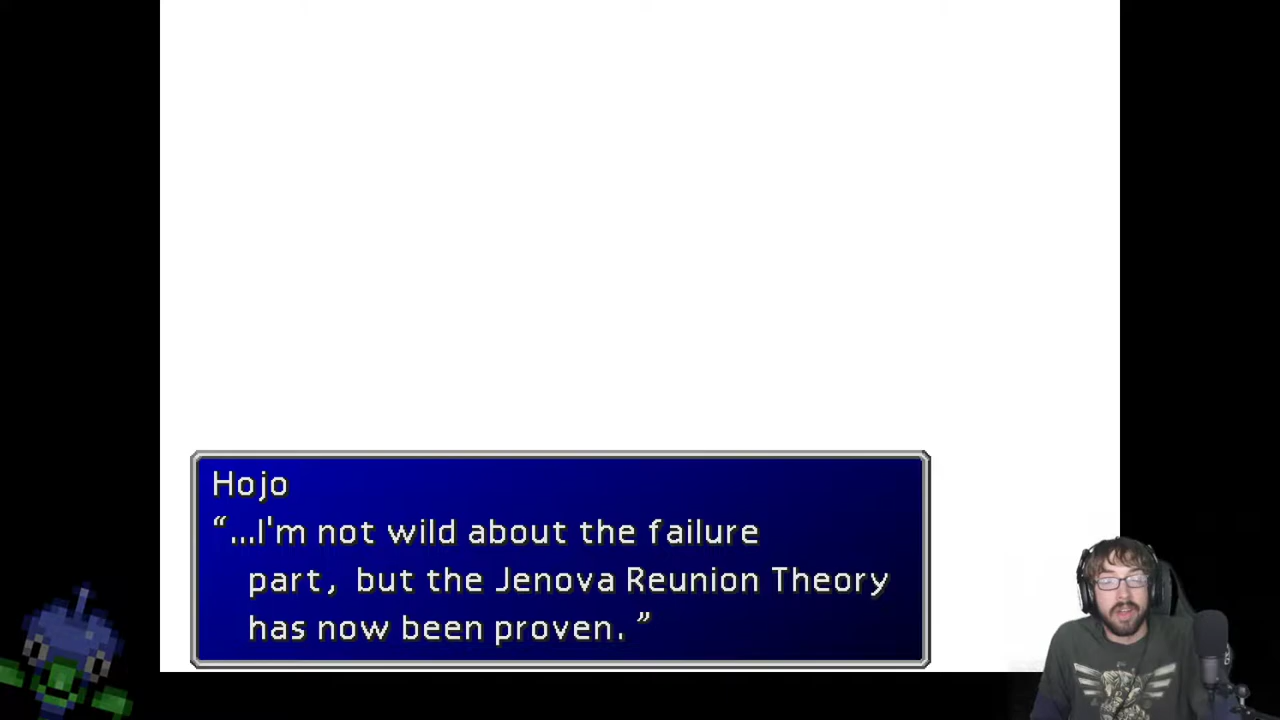 Hojo
“...I'm not wild about the failure
part, but the Jenova Reunion Theory
has now been proven. ”